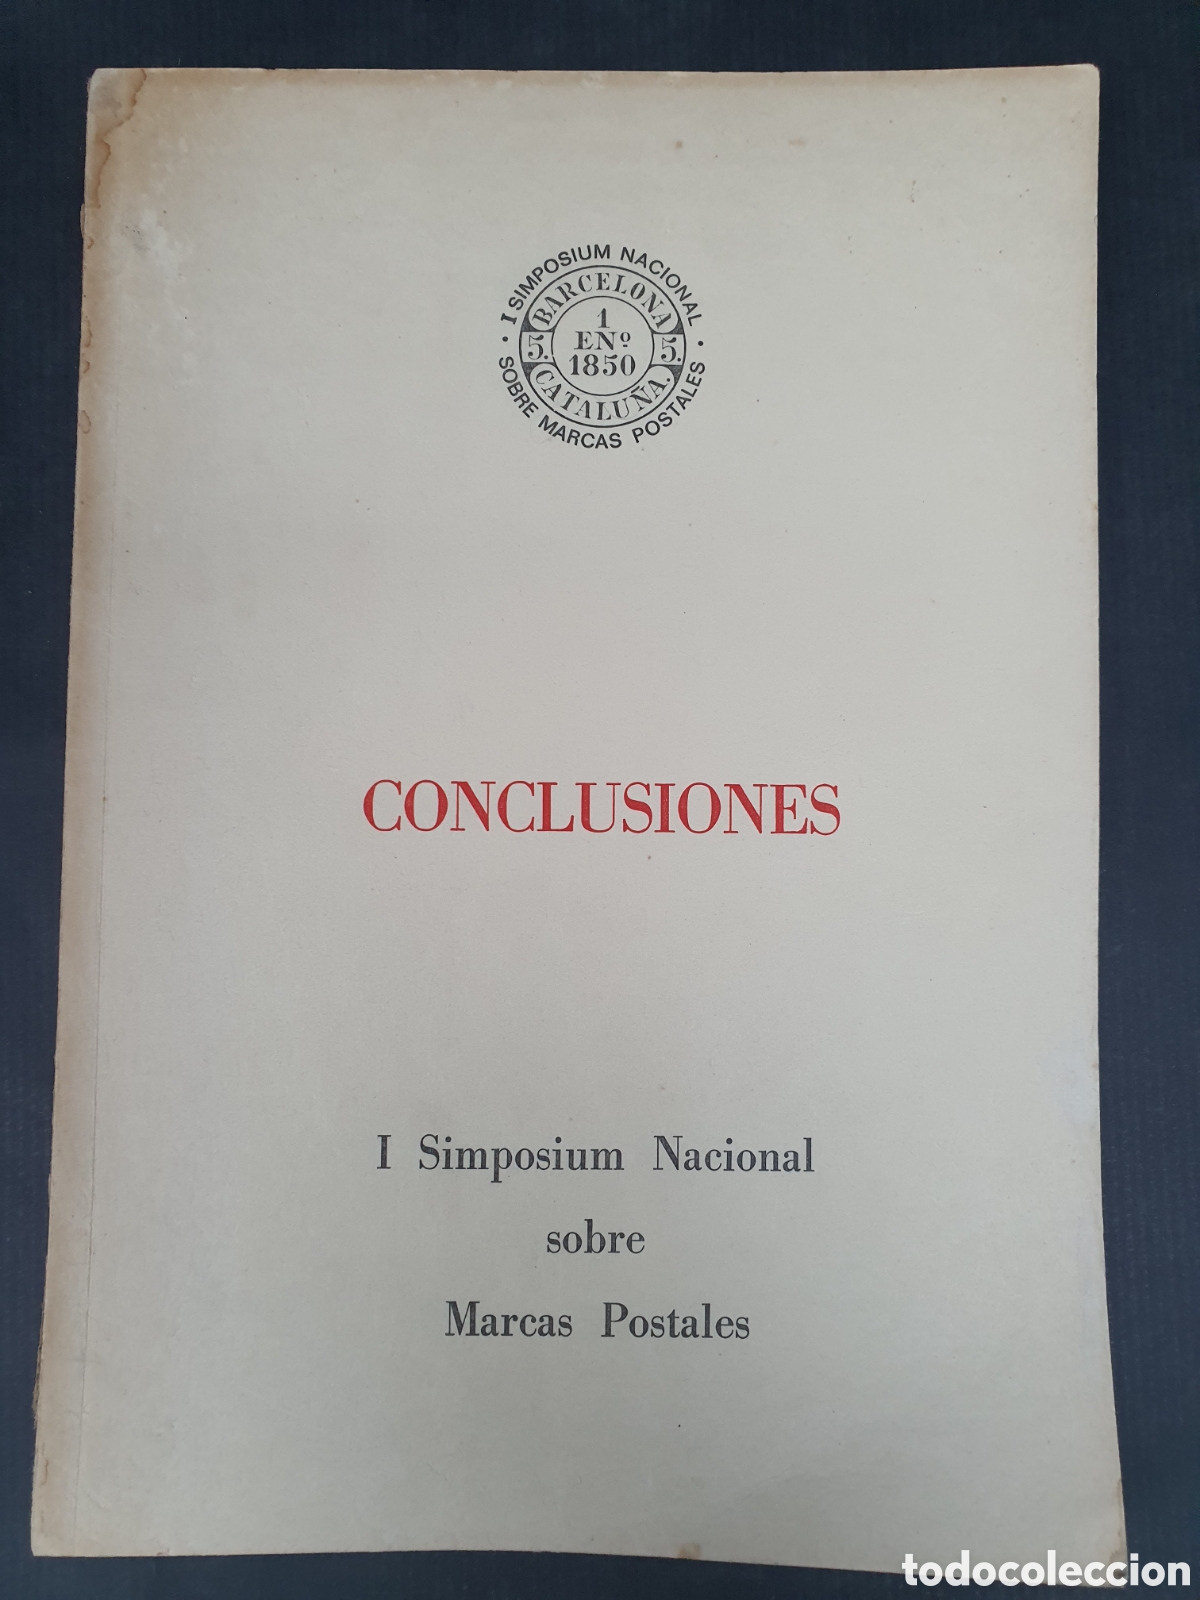 I SIMPOSIUM NACIONAL
SOBRE MARCAS POSTALES
BARCELONA
5. 5.
1
ENº
1850
CATALUÑA.
CONCLUSIONES
I Simposium Nacional
sobre
Marcas Postales
todocoleccion